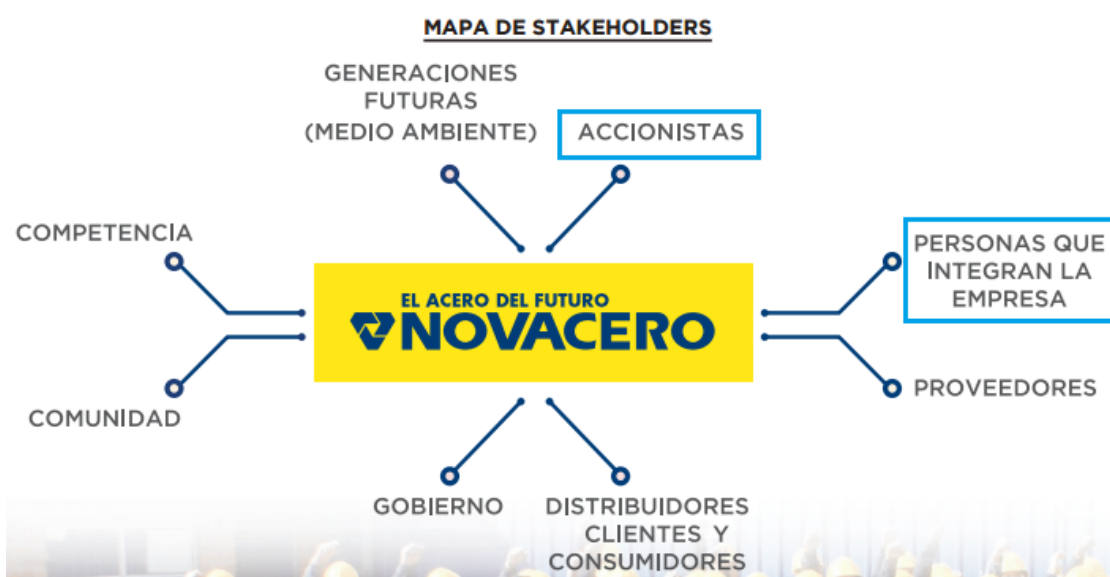 MAPA DE STAKEHOLDERS
GENERACIONES
FUTURAS
(MEDIO AMBIENTE)
ACCIONISTAS
COMPETENCIA
PERSONAS QUE
INTEGRAN LA
EMPRESA
EL ACERO DEL FUTURO
NOVACERO
COMUNIDAD
PROVEEDORES
GOBIERNO
DISTRIBUIDORES
CLIENTES Y
CONSUMIDORES